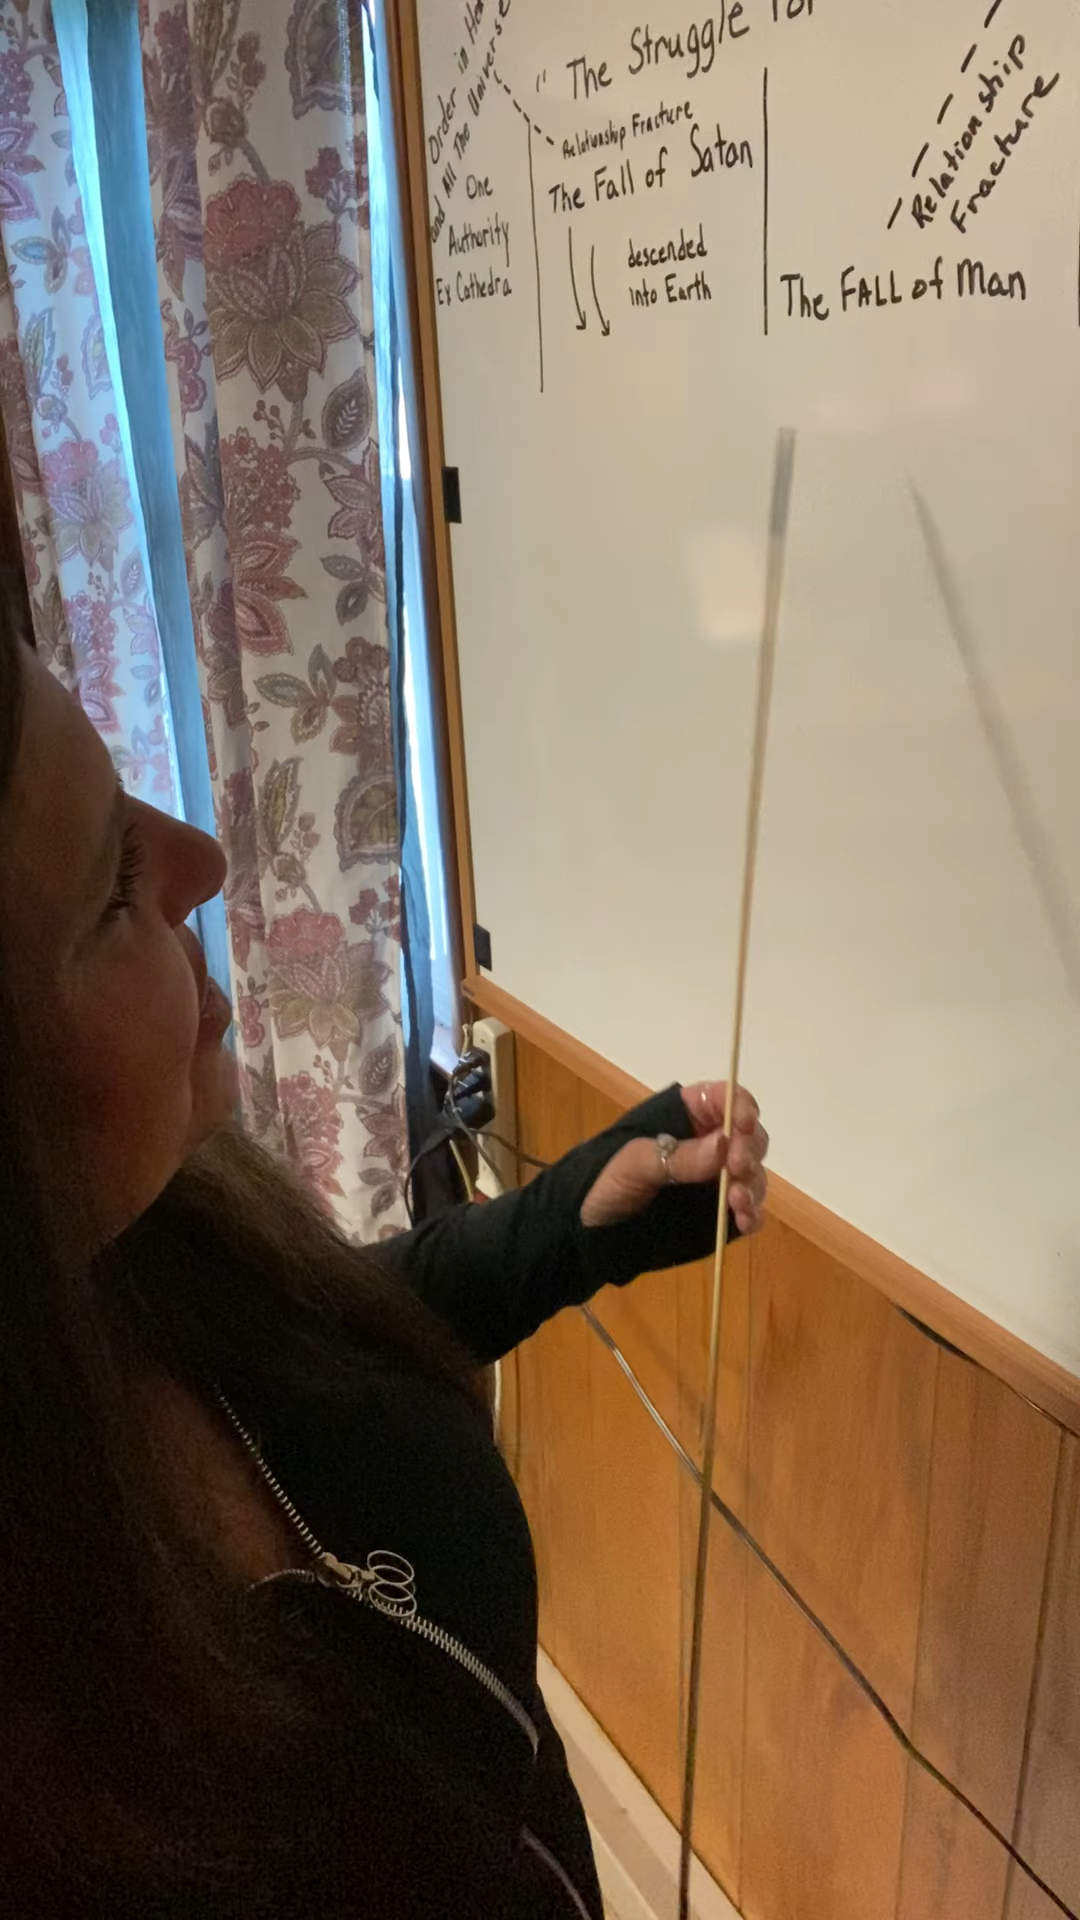 " The Struggle for
Order in
and All The Universe
One
Authority
Ex Cathedra
Relationship Fracture
The Fall of Satan
descended
into Earth
Relationship
Fracture
The FALL of Man